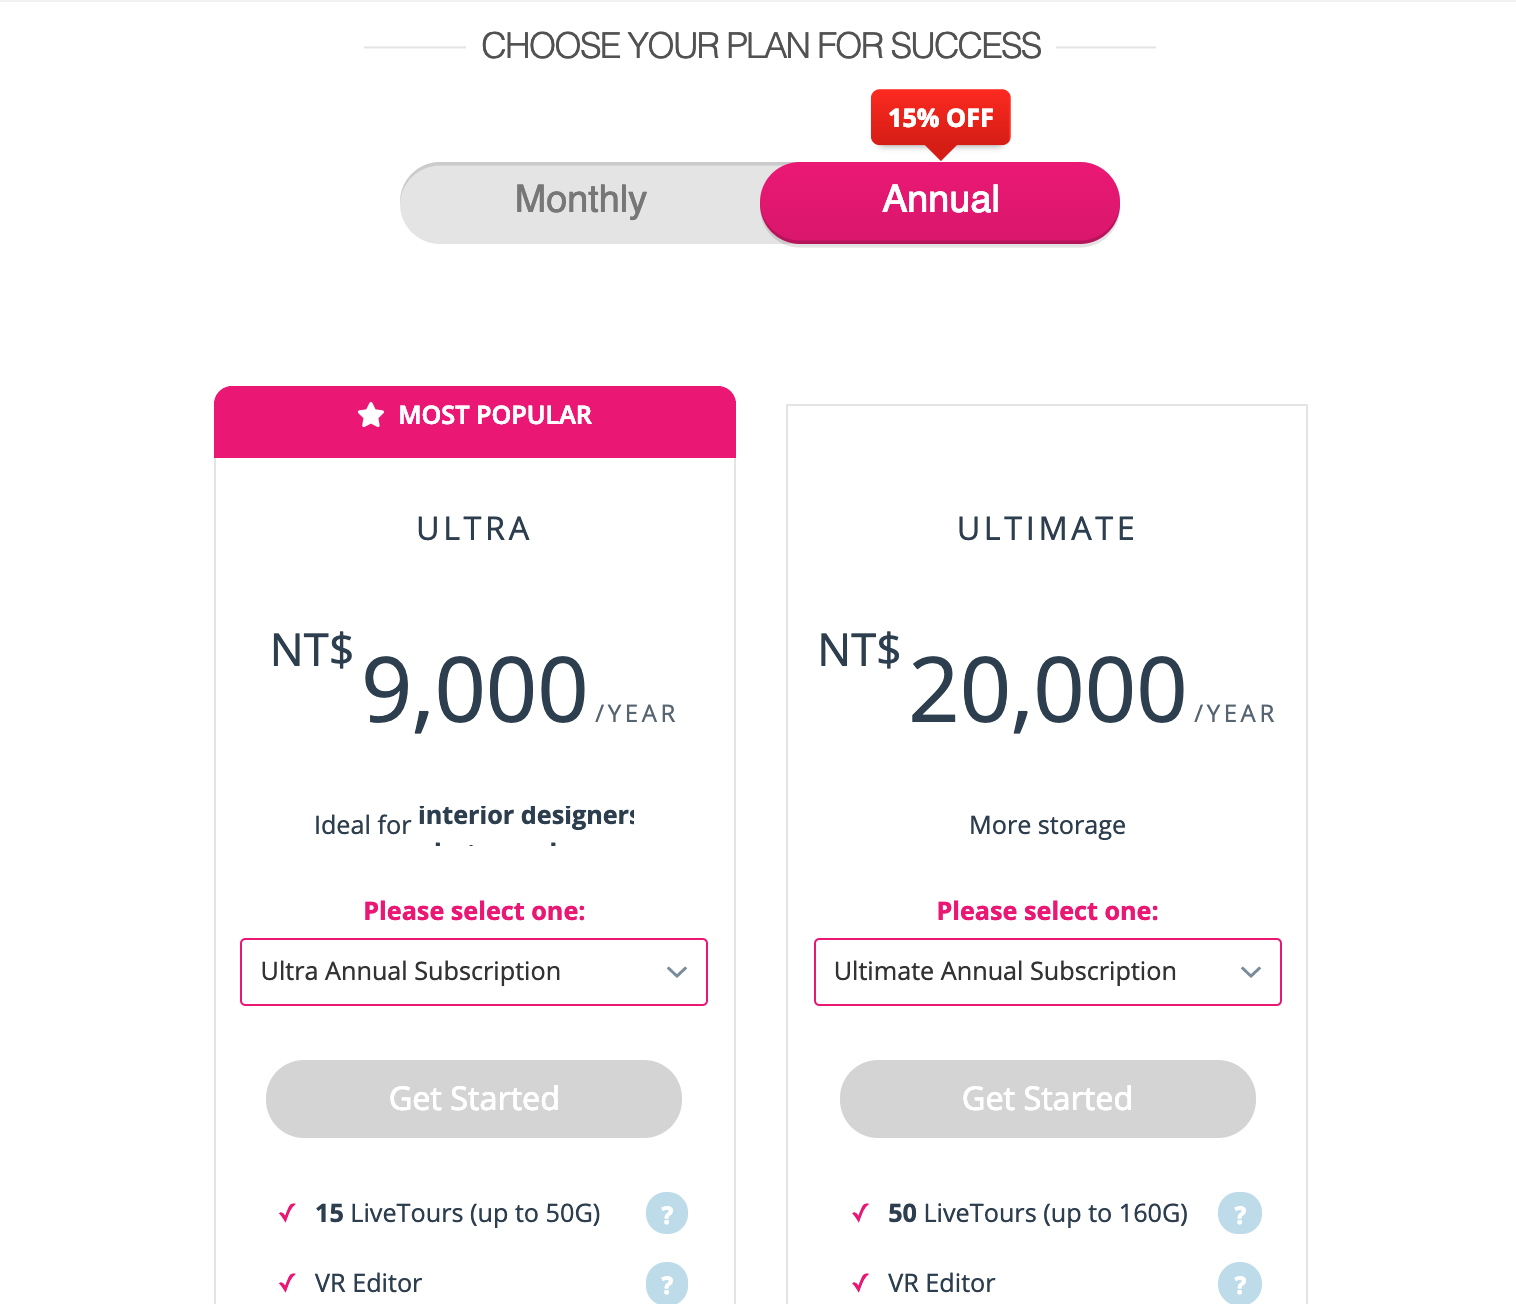 CHOOSE YOUR PLAN FOR SUCCESS
15% OFF
Monthly
Annual
MOST POPULAR
ULTRA
NT$ 9,000 /YEAR
Ideal for interior designers
Please select one:
Ultra Annual Subscription
Get Started
15 LiveTours (up to 50G) ?
VR Editor ?
ULTIMATE
NT$ 20,000 /YEAR
More storage
Please select one:
Ultimate Annual Subscription
Get Started
50 LiveTours (up to 160G) ?
VR Editor ?